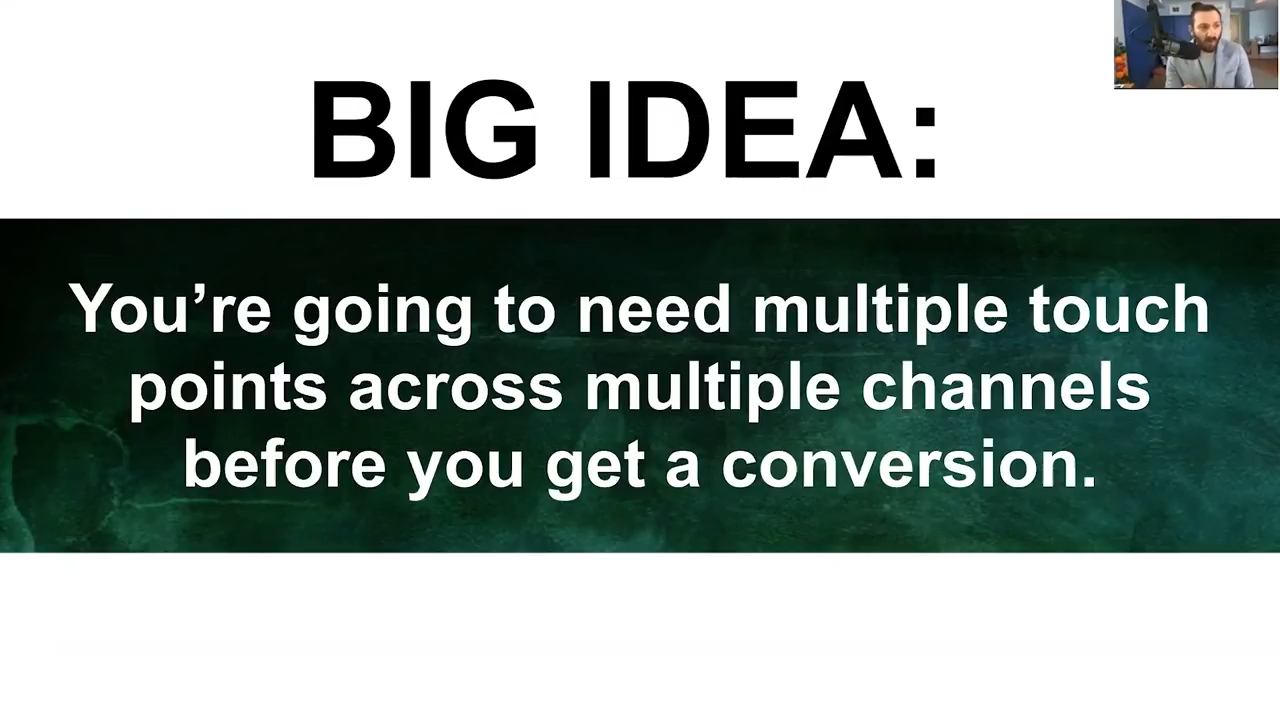 BIG IDEA:
You’re going to need multiple touch
points across multiple channels
before you get a conversion.